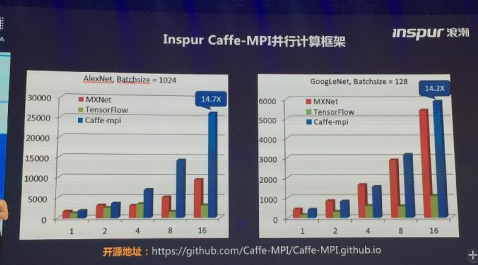 Inspur Caffe-MPI并行计算框架
inspur 浪潮
AlexNet, Batchsize = 1024
14.7X
30000
25000
20000
15000
10000
5000
0
MXNet
TensorFlow
Caffe-mpi
1 2 4 8 16
GoogLeNet, Batchsize = 128
14.2X
6000
5000
4000
3000
2000
1000
0
MXNet
TensorFlow
Caffe-mpi
1 2 4 8 16
开源地址：https://github.com/Caffe-MPI/Caffe-MPI.github.io